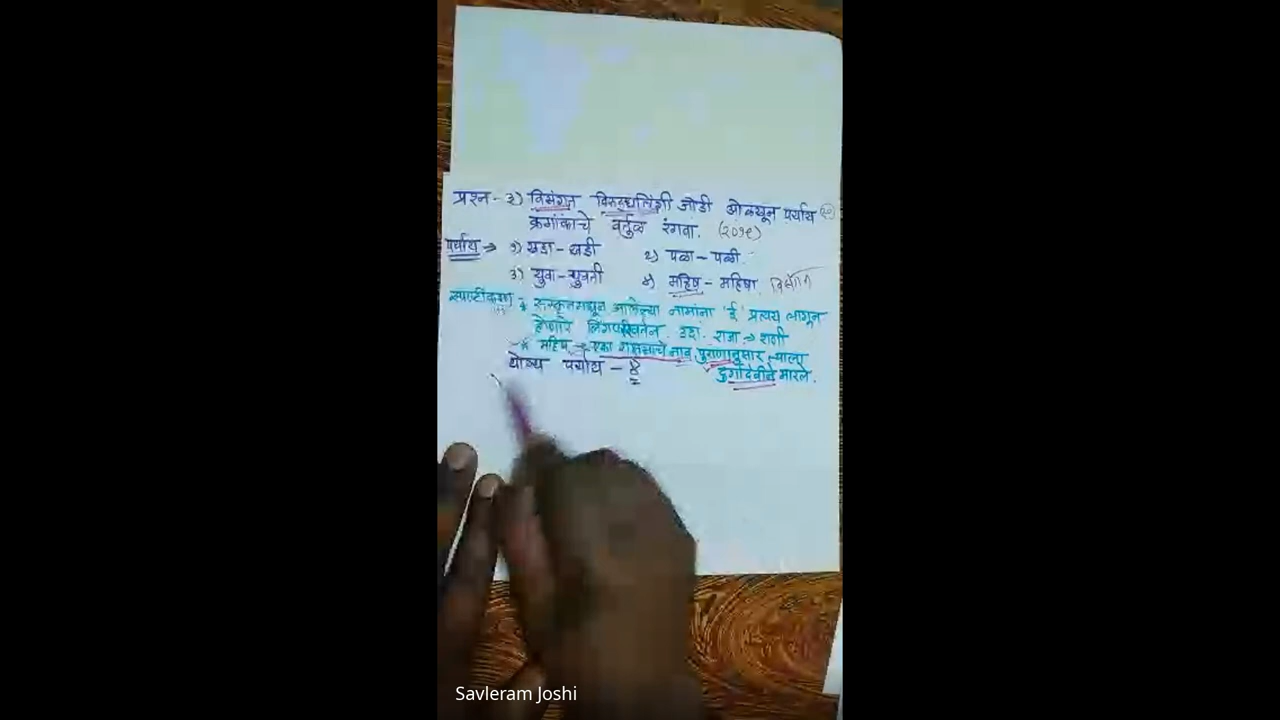 प्रश्न - ३) विसंगत विरुद्धलिंगी जोडी ओळखून पर्याय
क्रमांकाचे वर्तुळ रंगवा. (२०१९)
पर्याय → १) खडा - खडी २) पळा - पळी.
३) युवा - युवती ४) महिष - महिषा
स्पष्टीकरण : संस्कृतमधून आलेल्या नामांना 'ई' प्रत्यय लागून
होणारे लिंगपरिवर्तन. उदा. राजा → राणी
* महिष → एका राक्षसाचे नाव, पुराणानुसार त्याला
योग्य पर्याय - ४ दुर्गादेवीने मारले.
Savleram Joshi